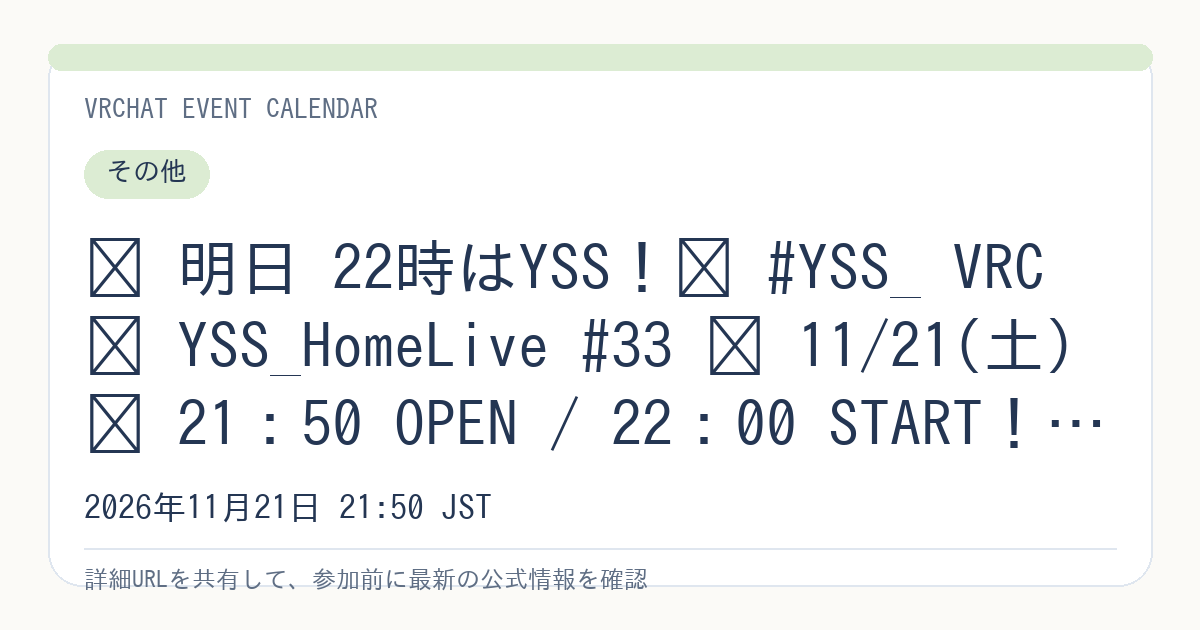 VRCHAT EVENT CALENDAR
その他
明日 22時はYSS！ #YSS_ VRC
YSS_HomeLive #33 11/21(土)
21：50 OPEN / 22：00 START！…
2026年11月21日 21:50 JST
詳細URLを共有して、参加前に最新の公式情報を確認